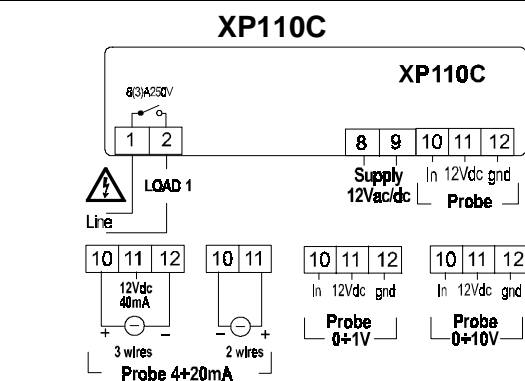 XP110C
XP110C
8(3)A250V
1 2
8 9 10 11 12
LOAD 1
Line
Supply
12Vac/dc
In 12Vdc gnd
Probe
10 11 12
12Vdc
40mA
+ − −
3 wires
10 11
− − +
2 wires
Probe 4÷20mA
10 11 12
In 12Vdc gnd
Probe
0÷1V
10 11 12
In 12Vdc gnd
Probe
0÷10V